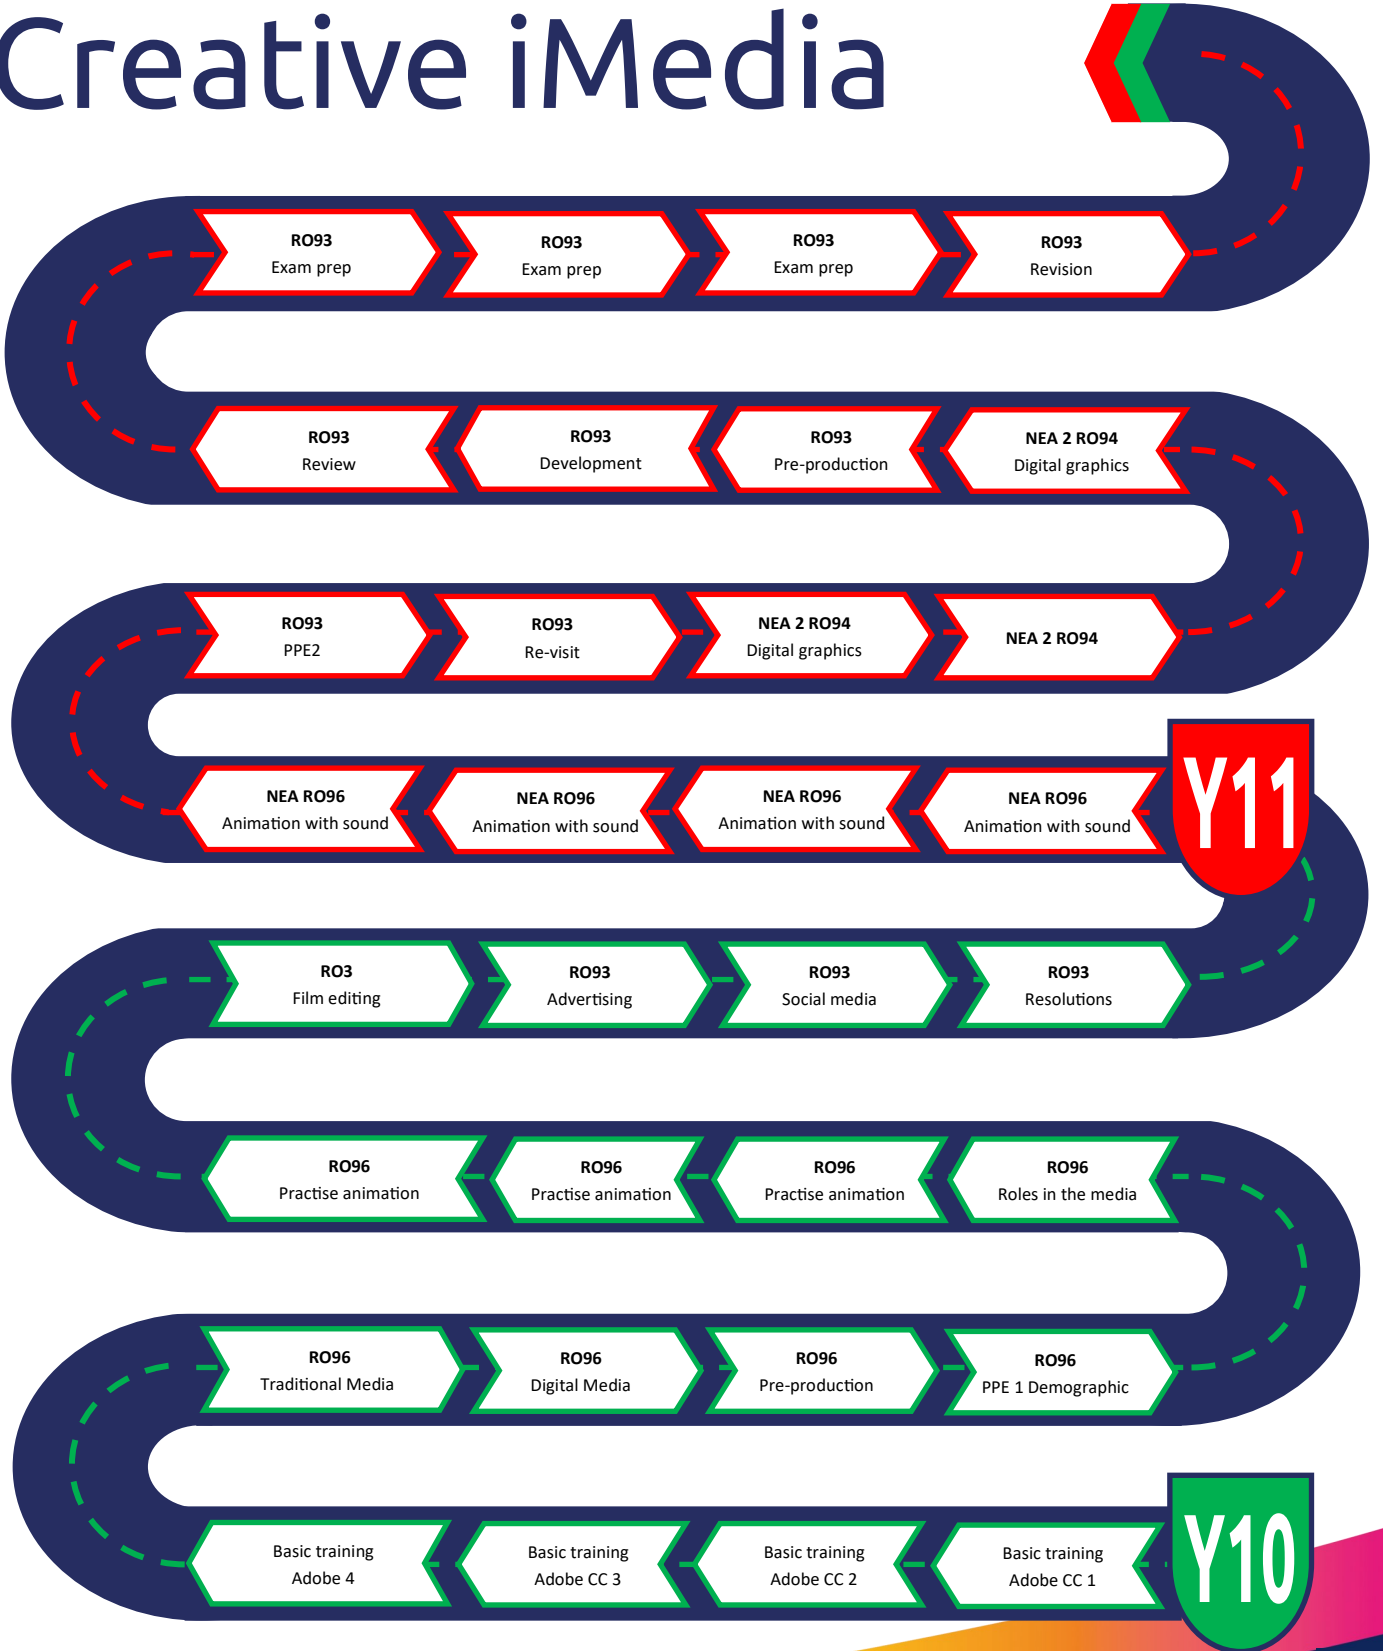 Creative iMedia
RO93
Exam prep
RO93
Exam prep
RO93
Exam prep
RO93
Revision
RO93
Review
RO93
Development
RO93
Pre-production
NEA 2 RO94
Digital graphics
RO93
PPE2
RO93
Re-visit
NEA 2 RO94
Digital graphics
NEA 2 RO94
NEA RO96
Animation with sound
NEA RO96
Animation with sound
NEA RO96
Animation with sound
NEA RO96
Animation with sound
Y11
RO3
Film editing
RO93
Advertising
RO93
Social media
RO93
Resolutions
RO96
Practise animation
RO96
Practise animation
RO96
Practise animation
RO96
Roles in the media
RO96
Traditional Media
RO96
Digital Media
RO96
Pre-production
RO96
PPE 1 Demographic
Basic training
Adobe 4
Basic training
Adobe CC 3
Basic training
Adobe CC 2
Basic training
Adobe CC 1
Y10